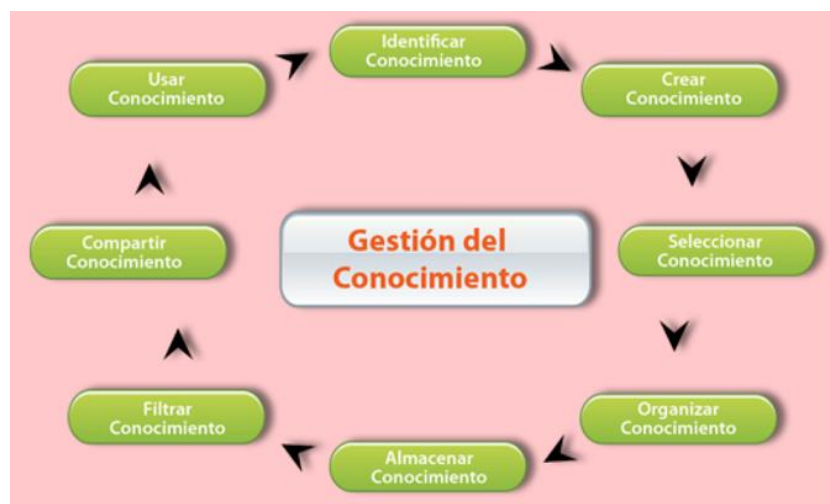 Identificar
Conocimiento
Usar
Conocimiento
Crear
Conocimiento
Compartir
Conocimiento
Gestión del
Conocimiento
Seleccionar
Conocimiento
Filtrar
Conocimiento
Organizar
Conocimiento
Almacenar
Conocimiento